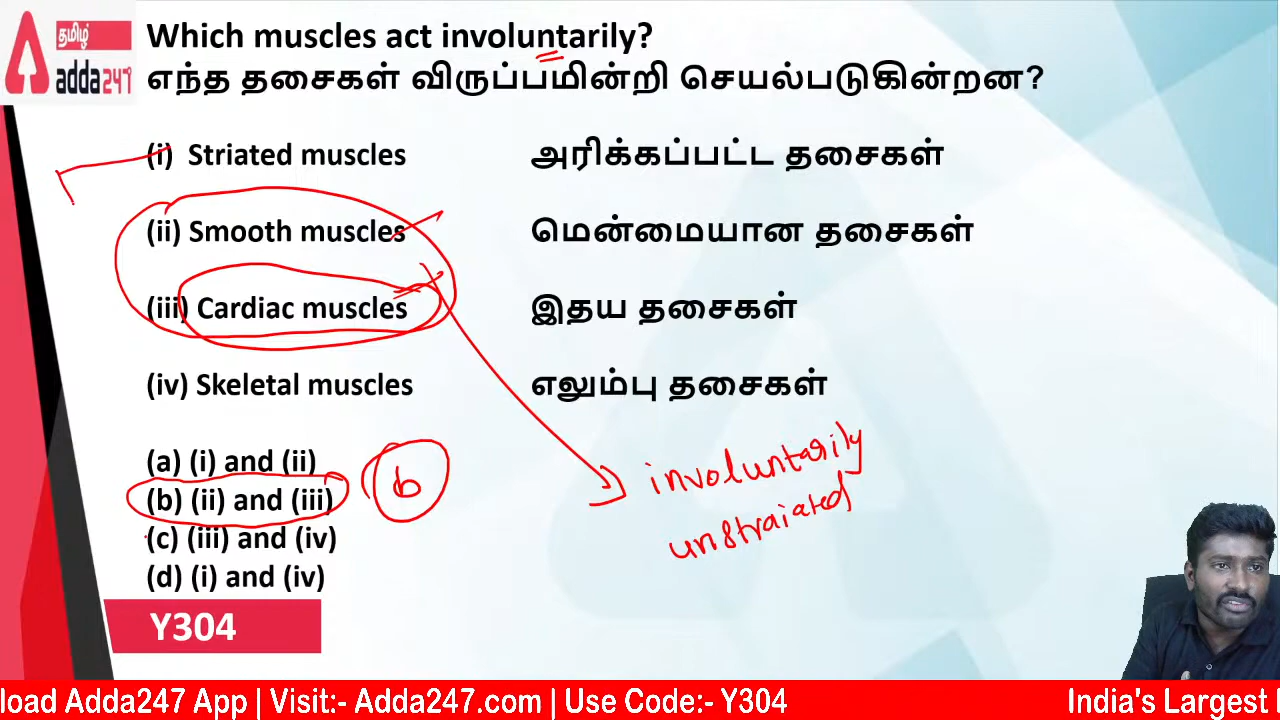 தமிழ்
adda247
Which muscles act involuntarily?
எந்த தசைகள் விருப்பமின்றி செயல்படுகின்றன?
(i) Striated muscles அரிக்கப்பட்ட தசைகள்
(ii) Smooth muscles மென்மையான தசைகள்
(iii) Cardiac muscles இதய தசைகள்
(iv) Skeletal muscles எலும்பு தசைகள்
(a) (i) and (ii)
(b) (ii) and (iii) b
(c) (iii) and (iv)
(d) (i) and (iv)
involuntarily
unstraiated
Y304
load Adda247 App | Visit:- Adda247.com | Use Code:- Y304 India's Largest